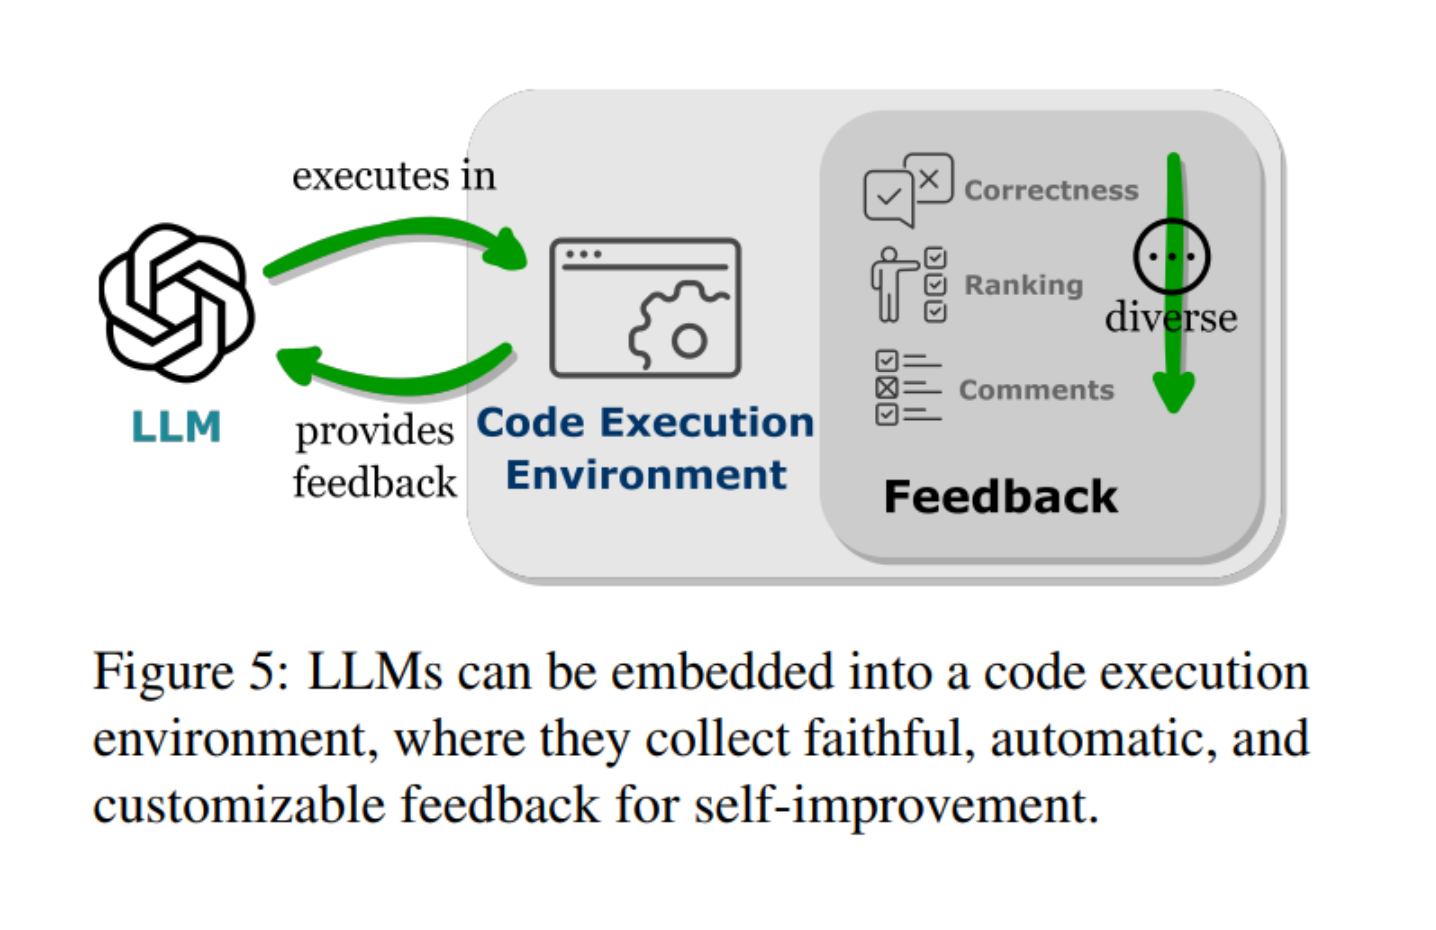 executes in
LLM
provides
feedback
Code Execution
Environment
Correctness
Ranking
Comments
diverse
Feedback
Figure 5: LLMs can be embedded into a code execution
environment, where they collect faithful, automatic, and
customizable feedback for self-improvement.